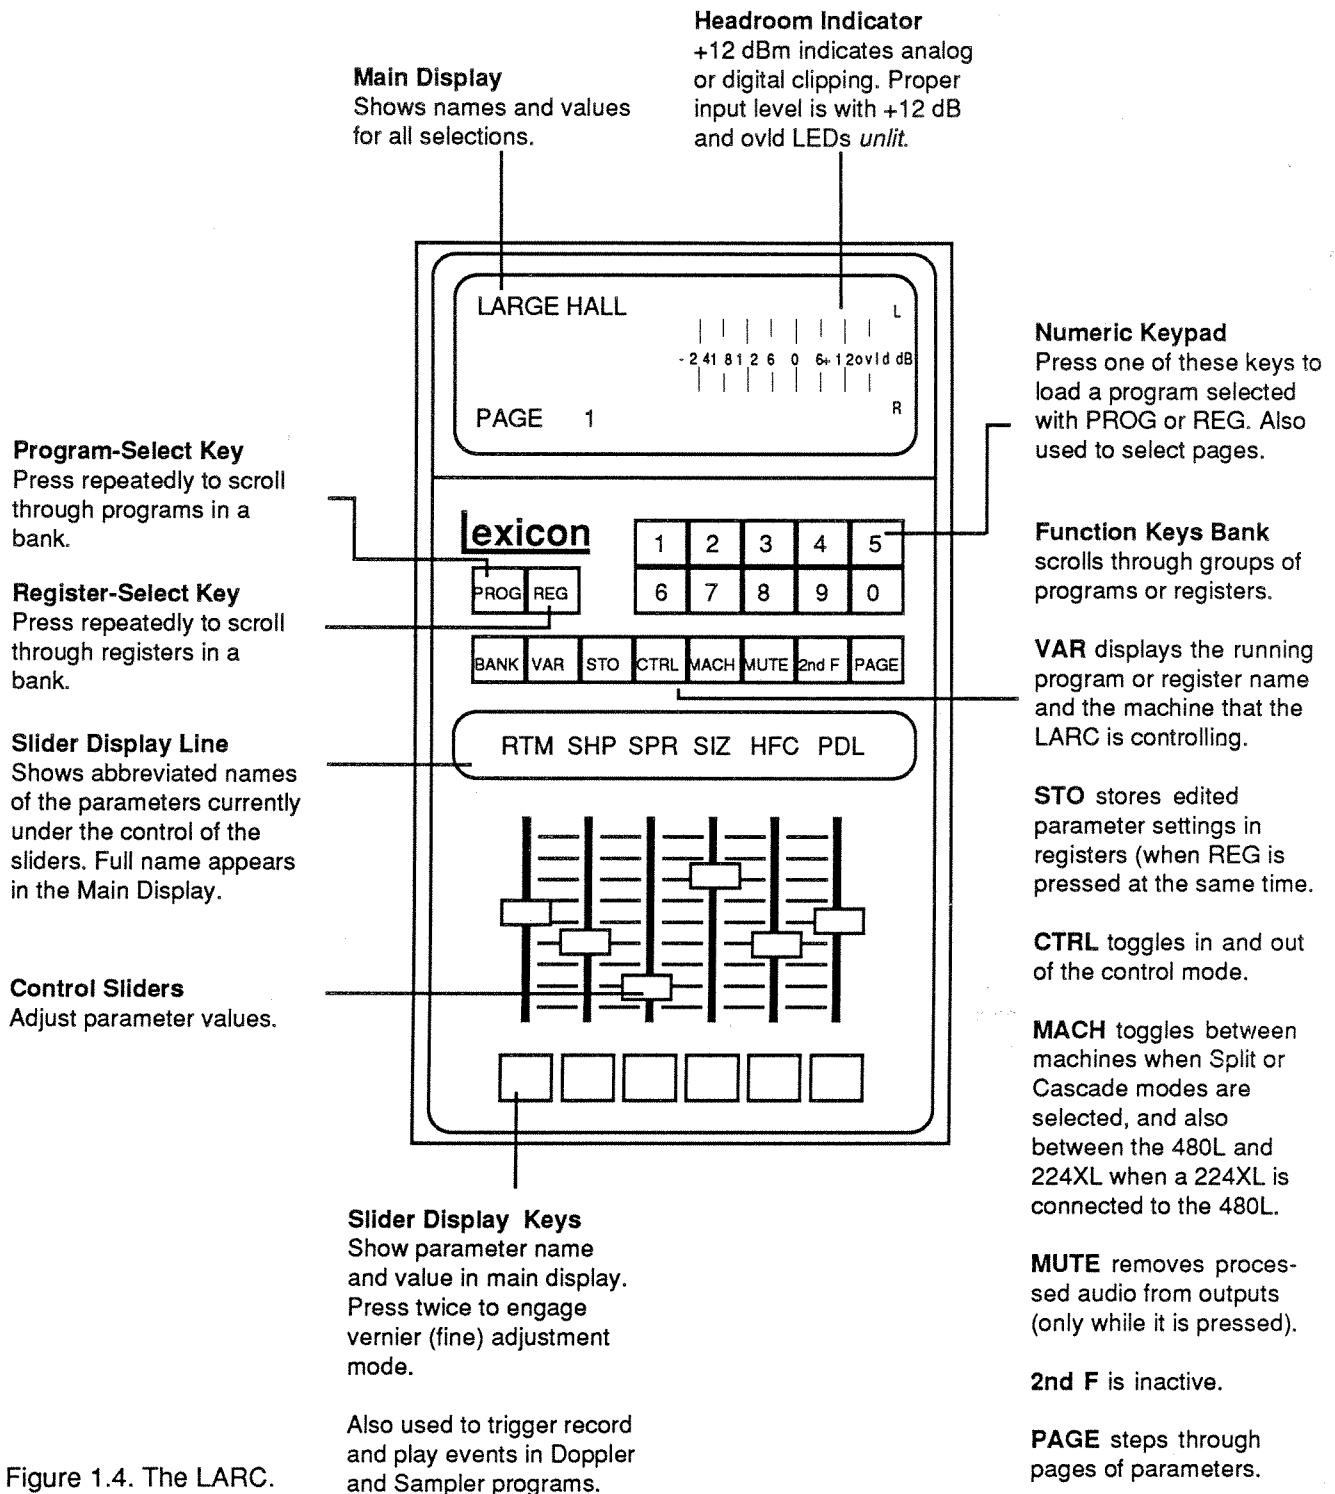 Headroom Indicator
+12 dBm indicates analog
or digital clipping. Proper
input level is with +12 dB
and ovld LEDs unlit.
Main Display
Shows names and values
for all selections.
LARGE HALL
L
- 2 41 8 1 2 6 0 6+ 1 2 o v l d dB
R
PAGE 1
Numeric Keypad
Press one of these keys to
load a program selected
with PROG or REG. Also
used to select pages.
Program-Select Key
Press repeatedly to scroll
through programs in a
bank.
Register-Select Key
Press repeatedly to scroll
through registers in a
bank.
Slider Display Line
Shows abbreviated names
of the parameters currently
under the control of the
sliders. Full name appears
in the Main Display.
Control Sliders
Adjust parameter values.
lexicon
1 2 3 4 5
PROG REG
6 7 8 9 0
BANK VAR STO CTRL MACH MUTE 2nd F PAGE
RTM SHP SPR SIZ HFC PDL
Function Keys Bank
scrolls through groups of
programs or registers.
VAR displays the running
program or register name
and the machine that the
LARC is controlling.
STO stores edited
parameter settings in
registers (when REG is
pressed at the same time.
CTRL toggles in and out
of the control mode.
MACH toggles between
machines when Split or
Cascade modes are
selected, and also
between the 480L and
224XL when a 224XL is
connected to the 480L.
MUTE removes proces-
sed audio from outputs
(only while it is pressed).
2nd F is inactive.
PAGE steps through
pages of parameters.
Slider Display Keys
Show parameter name
and value in main display.
Press twice to engage
vernier (fine) adjustment
mode.
Also used to trigger record
and play events in Doppler
and Sampler programs.
Figure 1.4. The LARC.